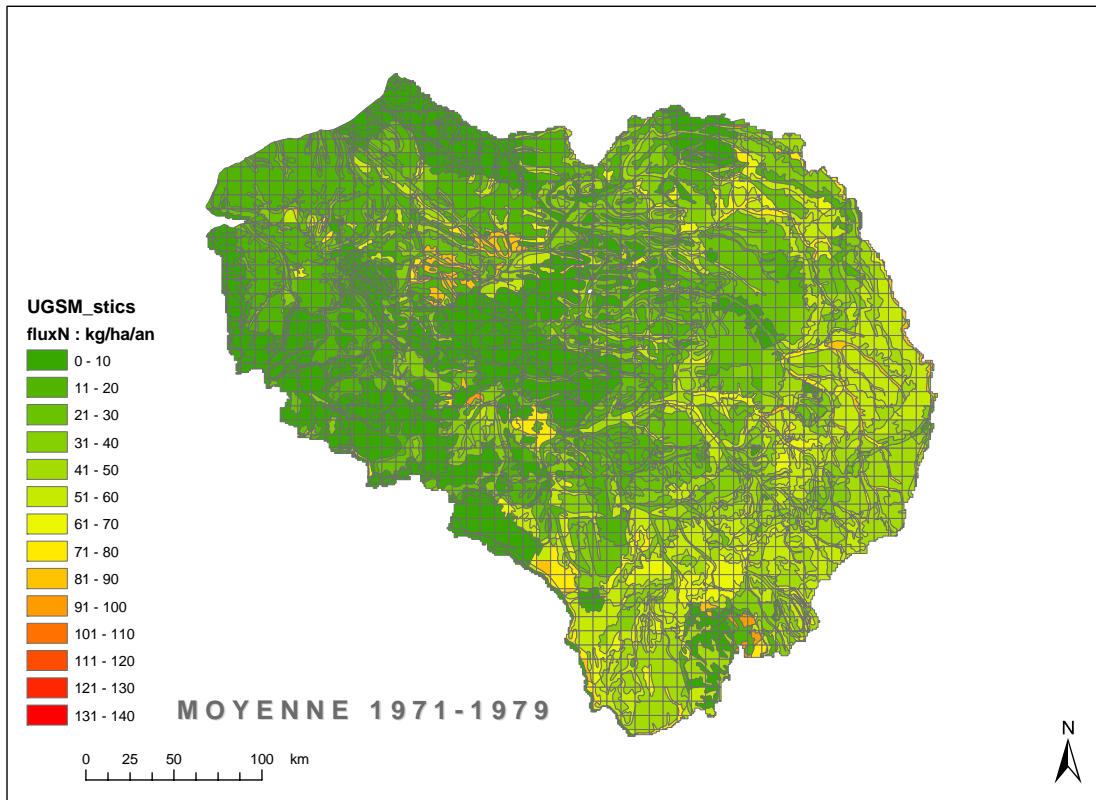 UGSM_stics
fluxN : kg/ha/an
0 - 10
11 - 20
21 - 30
31 - 40
41 - 50
51 - 60
61 - 70
71 - 80
81 - 90
91 - 100
101 - 110
111 - 120
121 - 130
131 - 140
MOYENNE 1971-1979
0 25 50 100 km
N